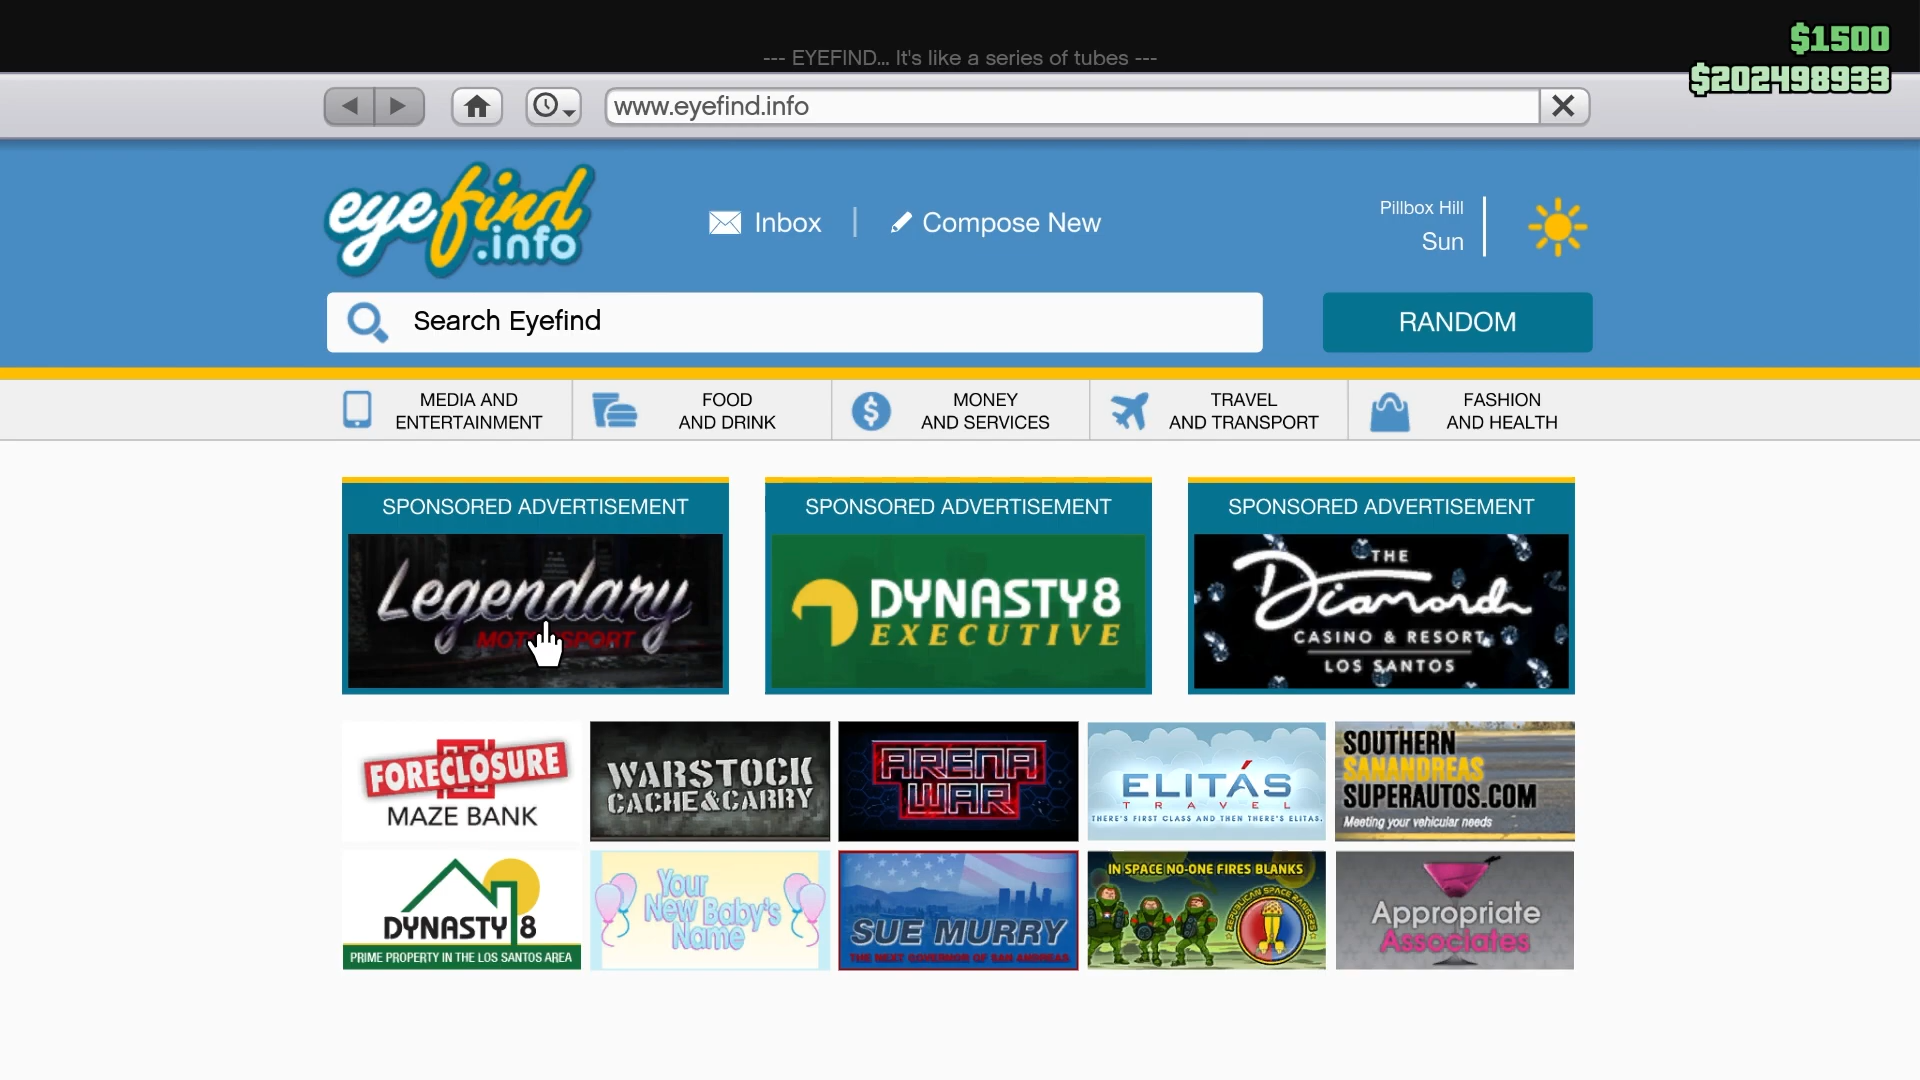 $1500
--- EYEFIND... It's like a series of tubes ---
$202498933
www.eyefind.info
eyefind
.info
Inbox
Compose New
Pillbox Hill
Sun
Search Eyefind
RANDOM
MEDIA AND
ENTERTAINMENT
FOOD
AND DRINK
MONEY
AND SERVICES
TRAVEL
AND TRANSPORT
FASHION
AND HEALTH
SPONSORED ADVERTISEMENT
Legendary
MOTORSPORT
SPONSORED ADVERTISEMENT
DYNASTY8
EXECUTIVE
SPONSORED ADVERTISEMENT
THE
Diamond
CASINO & RESORT
LOS SANTOS
FORECLOSURE
MAZE BANK
WARSTOCK
CACHE&CARRY
ARENA
WAR
ELITÁS
TRAVEL
THERE'S FIRST CLASS AND THEN THERE'S ELITAS.
SOUTHERN
SANANDREAS
SUPERAUTOS.COM
Meeting your vehicular needs
DYNASTY 8
PRIME PROPERTY IN THE LOS SANTOS AREA
Your
New Baby's
Name
SUE MURRY
THE NEXT GOVERNOR OF SAN ANDREAS
IN SPACE NO-ONE FIRES BLANKS
REPUBLICAN SPACE RANGERS
Appropriate
Associates